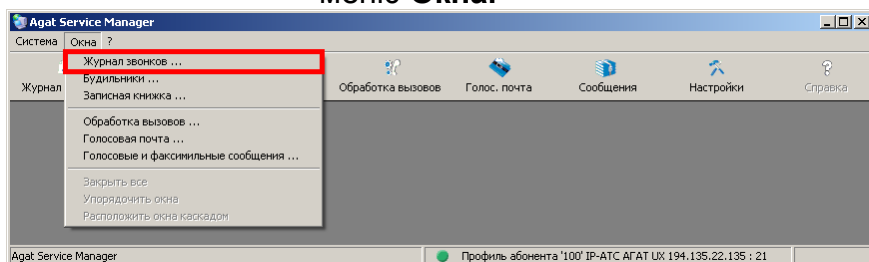 меню Окна.
Agat Service Manager
Система Окна ?
Журнал звонков ...
Будильники ...
Записная книжка ...
Обработка вызовов ...
Голосовая почта ...
Голосовые и факсимильные сообщения ...
Закрыть все
Упорядочить окна
Расположить окна каскадом
Журнал
Обработка вызовов Голос. почта Сообщения Настройки Справка
Agat Service Manager Профиль абонента '100' IP-АТС АГАТ UX 194.135.22.135 : 21